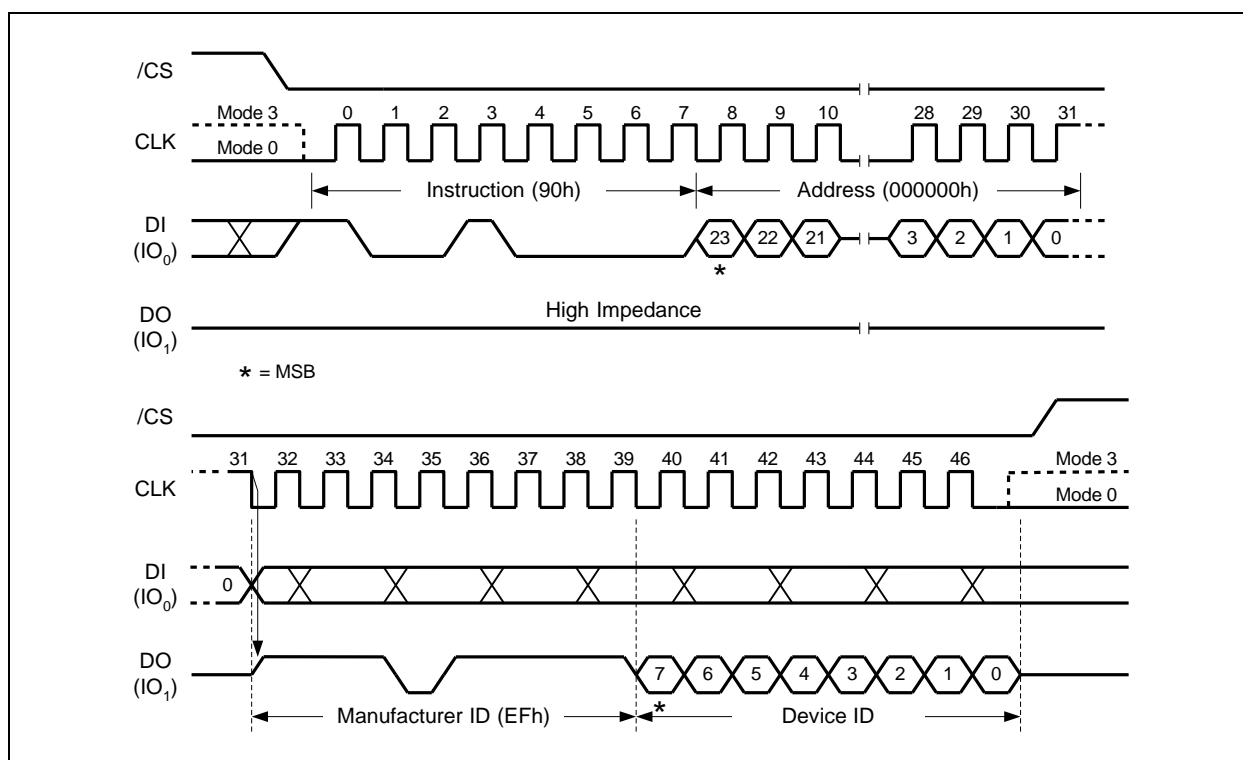 /CS
Mode 3 0 1 2 3 4 5 6 7 8 9 10 28 29 30 31
CLK
Mode 0
Instruction (90h) Address (000000h)
DI
(IO0)
23 22 21 3 2 1 0
*
DO
(IO1)
High Impedance
* = MSB
/CS
31 32 33 34 35 36 37 38 39 40 41 42 43 44 45 46 Mode 3
CLK
Mode 0
DI
(IO0)
0
DO
(IO1)
7 6 5 4 3 2 1 0
*
Manufacturer ID (EFh) Device ID